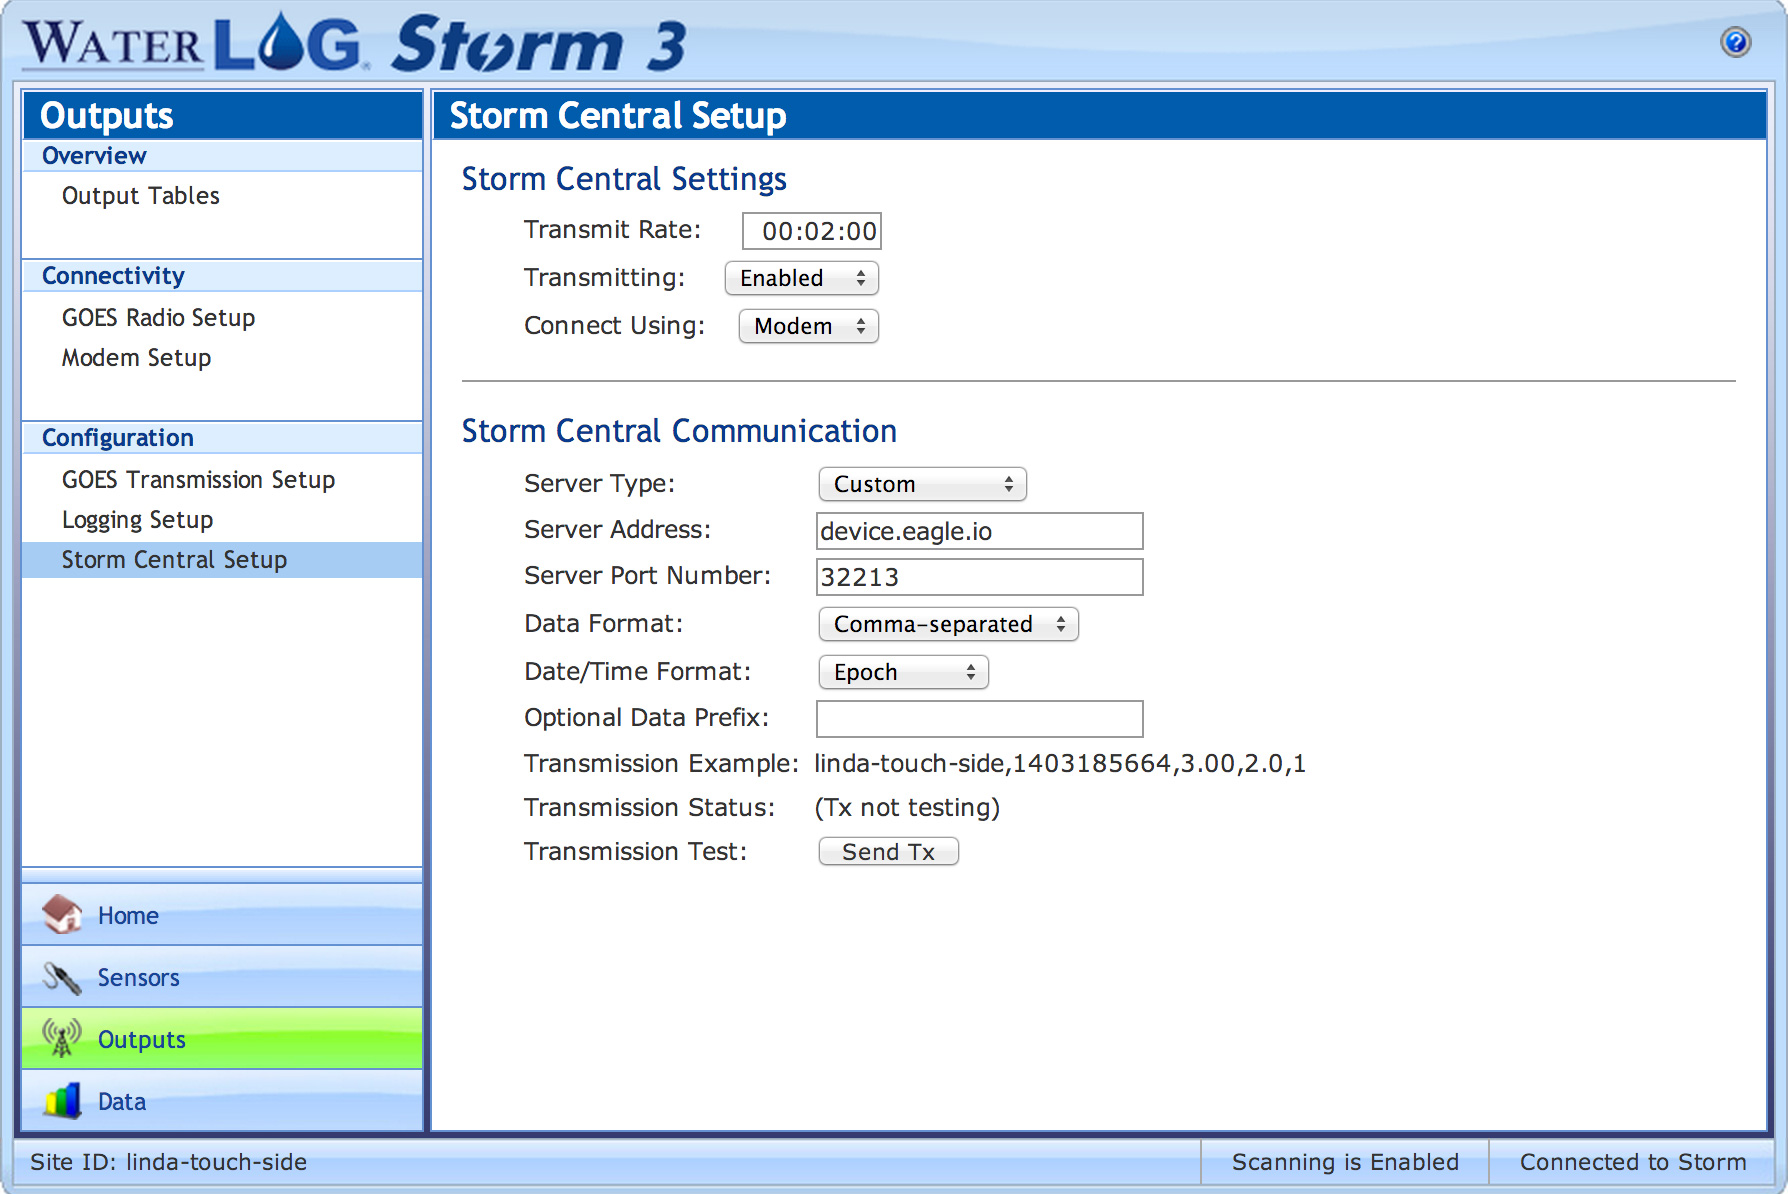 WATERLOG® Storm 3
?
Outputs
Overview
Output Tables
Connectivity
GOES Radio Setup
Modem Setup
Configuration
GOES Transmission Setup
Logging Setup
Storm Central Setup
Home
Sensors
Outputs
Data
Storm Central Setup
Storm Central Settings
Transmit Rate: 00:02:00
Transmitting: Enabled
Connect Using: Modem
Storm Central Communication
Server Type: Custom
Server Address: device.eagle.io
Server Port Number: 32213
Data Format: Comma-separated
Date/Time Format: Epoch
Optional Data Prefix:
Transmission Example: linda-touch-side,1403185664,3.00,2.0,1
Transmission Status: (Tx not testing)
Transmission Test: Send Tx
Site ID: linda-touch-side
Scanning is Enabled
Connected to Storm